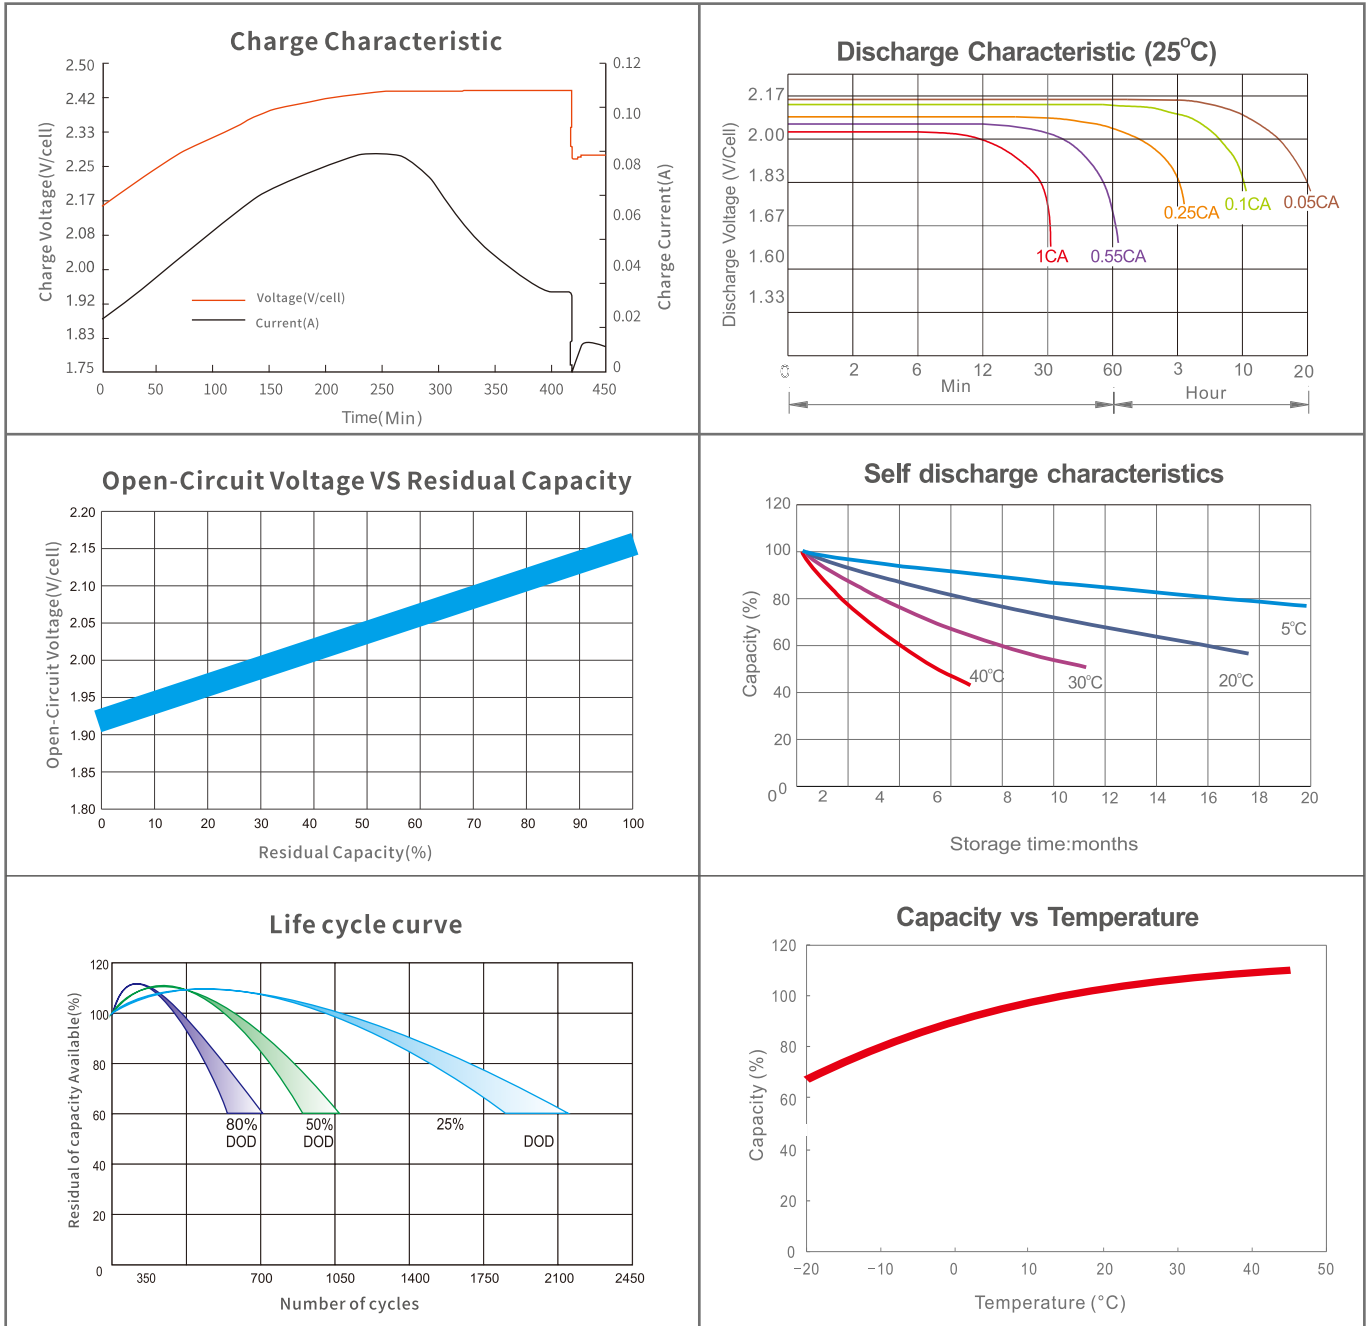 Charge Characteristic
2.50
2.42
2.33
2.25
2.17
2.08
2.00
1.92
1.83
1.75
Charge Voltage(V/cell)
0.12
0.10
0.08
0.06
0.04
0.02
0
Charge Current(A)
Voltage(V/cell)
Current(A)
0 50 100 150 200 250 300 350 400 450
Time(Min)
Discharge Characteristic (25°C)
2.17
2.00
1.83
1.67
1.60
1.33
Discharge Voltage (V/Cell)
1CA
0.55CA
0.25CA
0.1CA
0.05CA
0 2 6 12 30 60 3 10 20
Min
Hour
Open-Circuit Voltage VS Residual Capacity
2.20
2.15
2.10
2.05
2.00
1.95
1.90
1.85
1.80
Open-Circuit Voltage(V/cell)
0 10 20 30 40 50 60 70 80 90 100
Residual Capacity(%)
Self discharge characteristics
120
100
80
60
40
20
0
Capacity (%)
5°C
20°C
30°C
40°C
0 2 4 6 8 10 12 14 16 18 20
Storage time:months
Life cycle curve
120
100
80
60
40
20
0
Residual of capacity Available(%)
80%
DOD
50%
DOD
25%
DOD
350 700 1050 1400 1750 2100 2450
Number of cycles
Capacity vs Temperature
120
100
80
60
40
20
0
Capacity (%)
−20 −10 0 10 20 30 40 50
Temperature (°C)